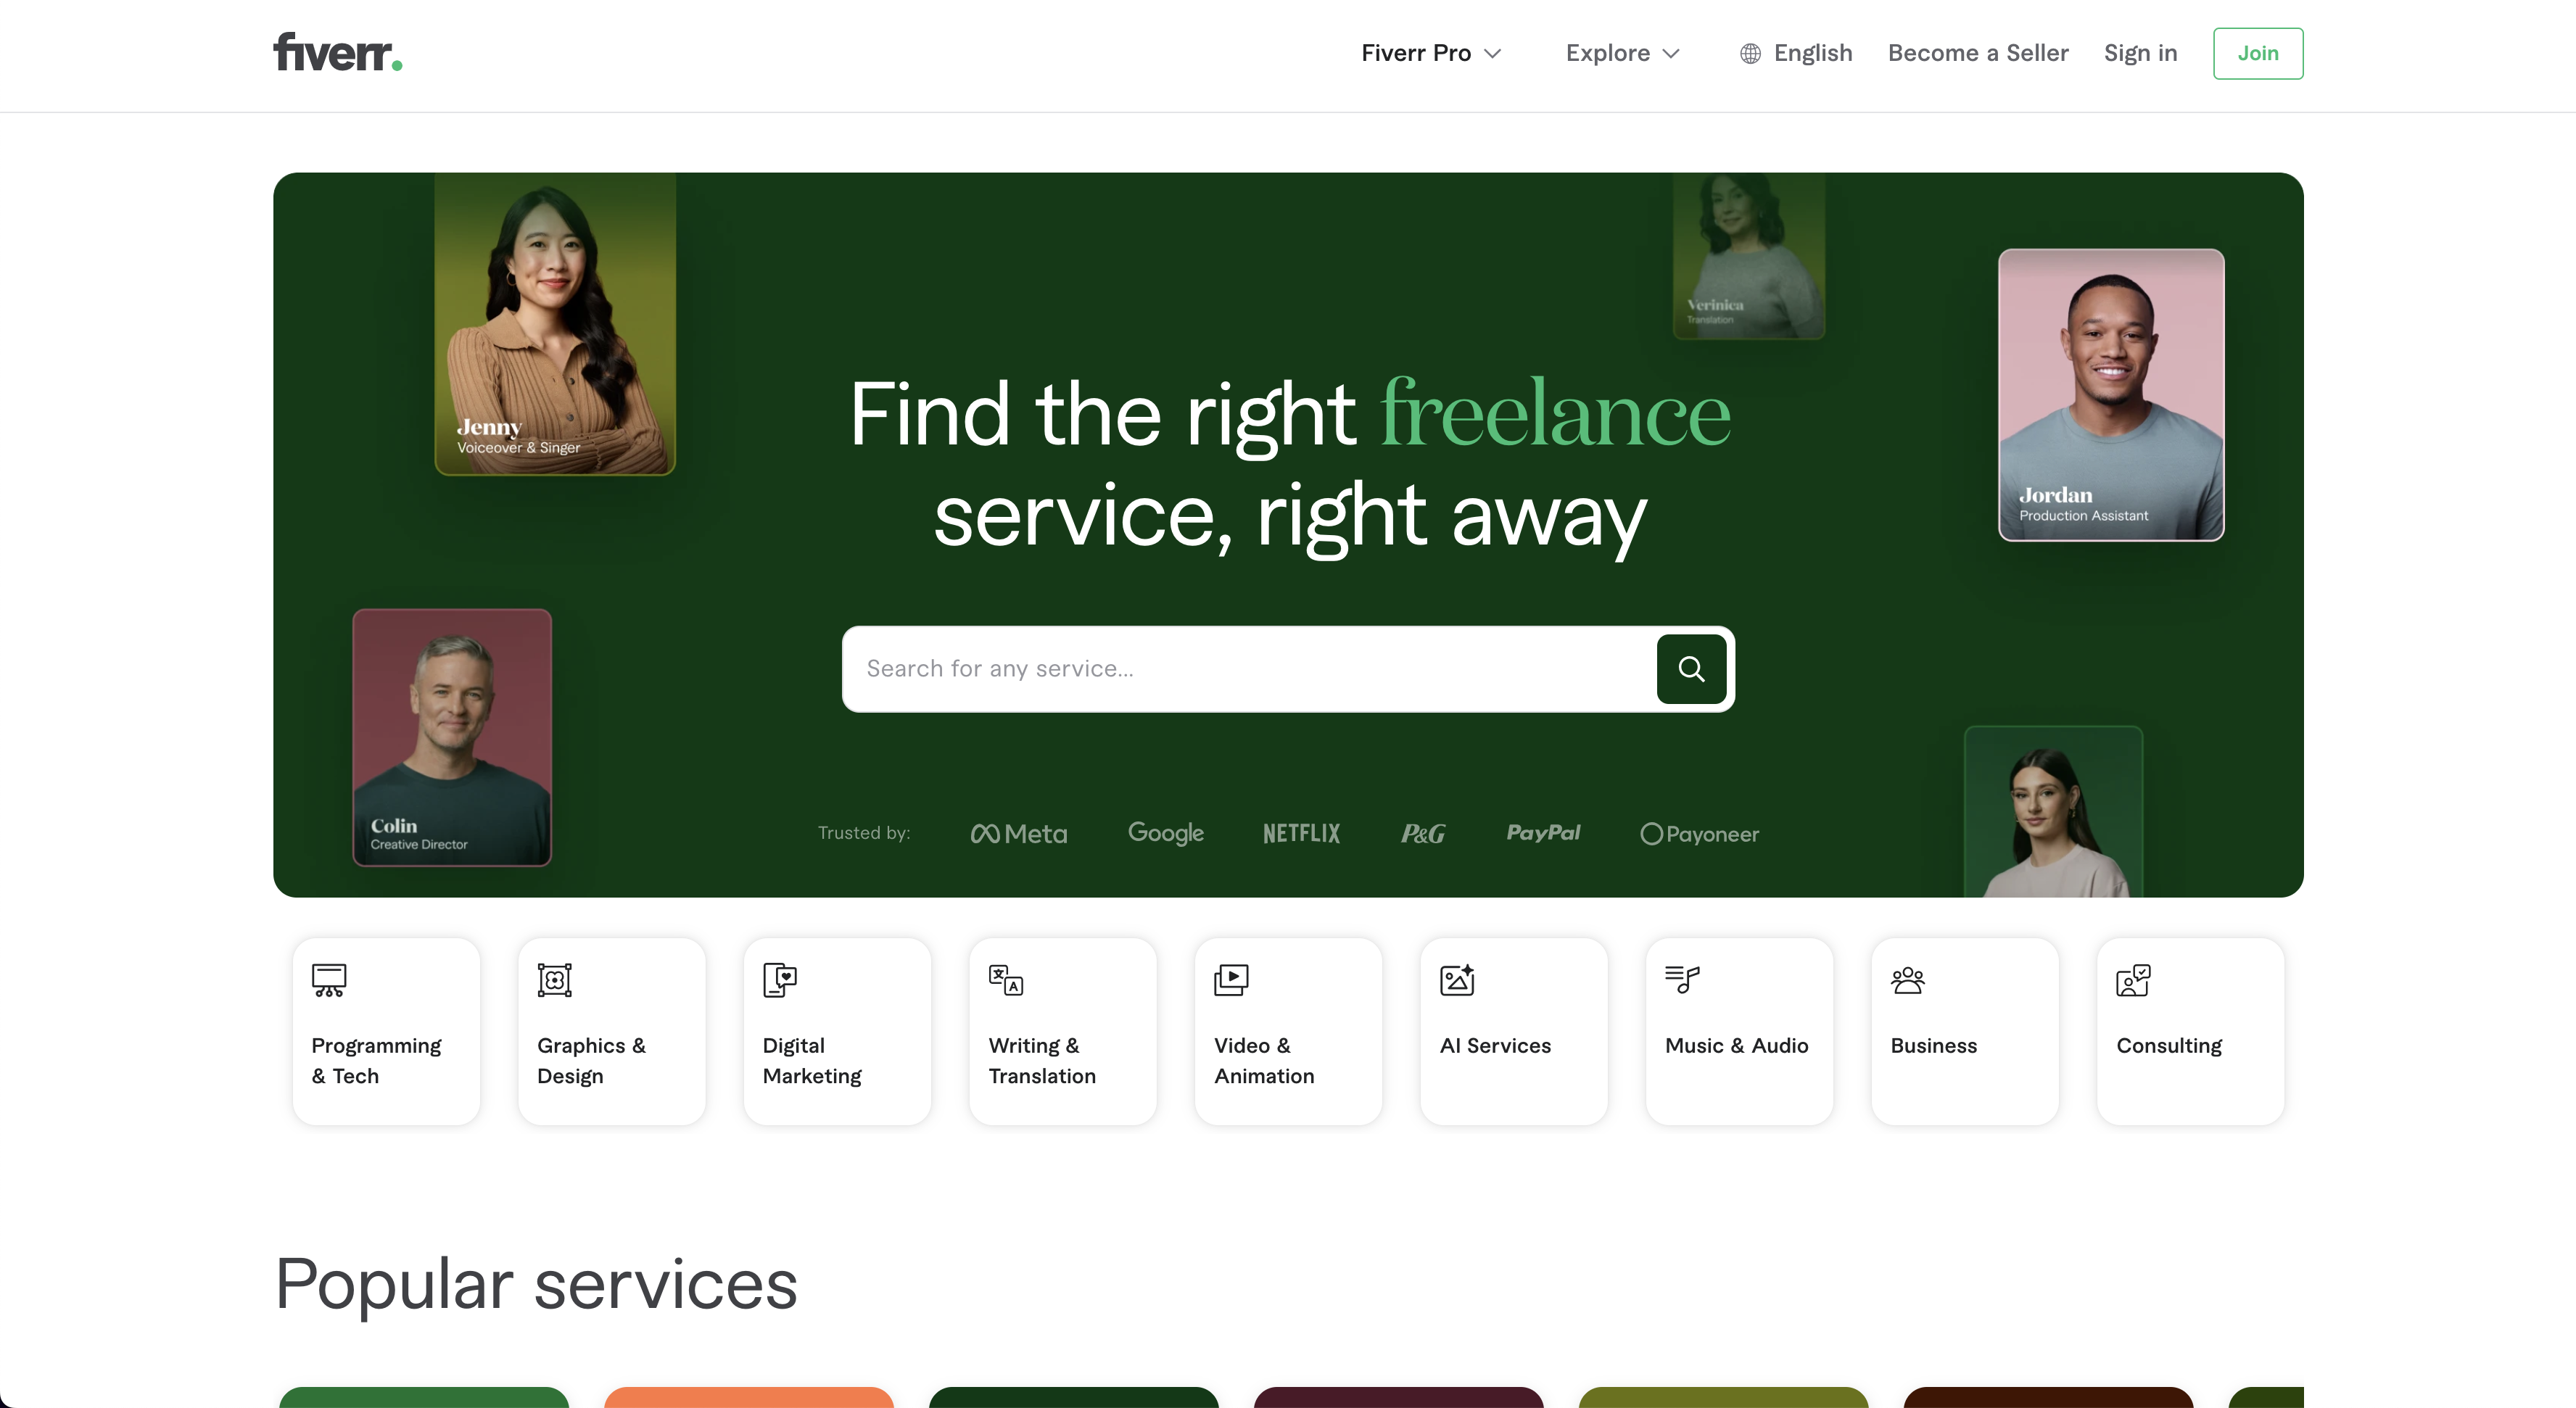 fiverr.
Fiverr Pro
Explore
English
Become a Seller
Sign in
Join
Jenny
Voiceover & Singer
Verinica
Translation
Jordan
Production Assistant
Find the right freelance
service, right away
Search for any service...
Colin
Creative Director
Trusted by:
Meta
Google
NETFLIX
P&G
PayPal
Payoneer
Programming
& Tech
Graphics &
Design
Digital
Marketing
Writing &
Translation
Video &
Animation
AI Services
Music & Audio
Business
Consulting
Popular services